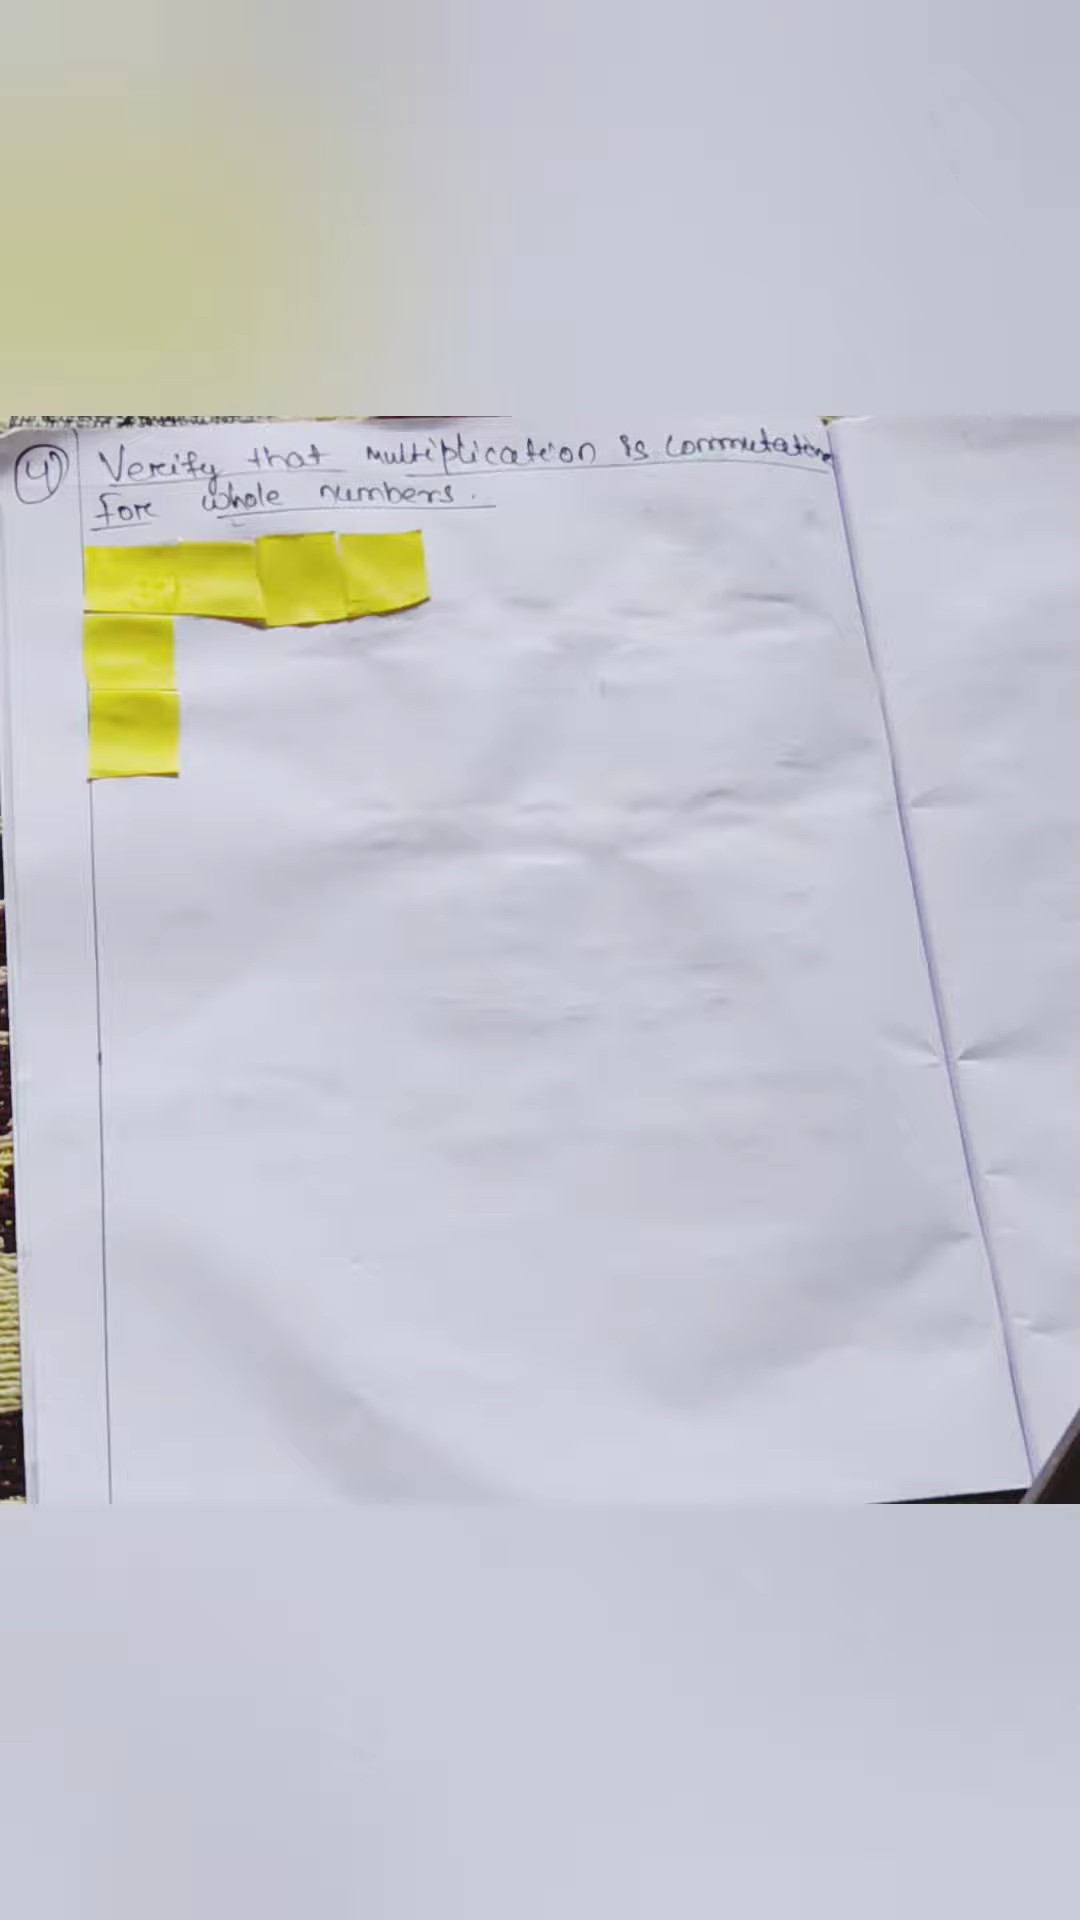 4) Verify that multiplication is commutative
for whole numbers.